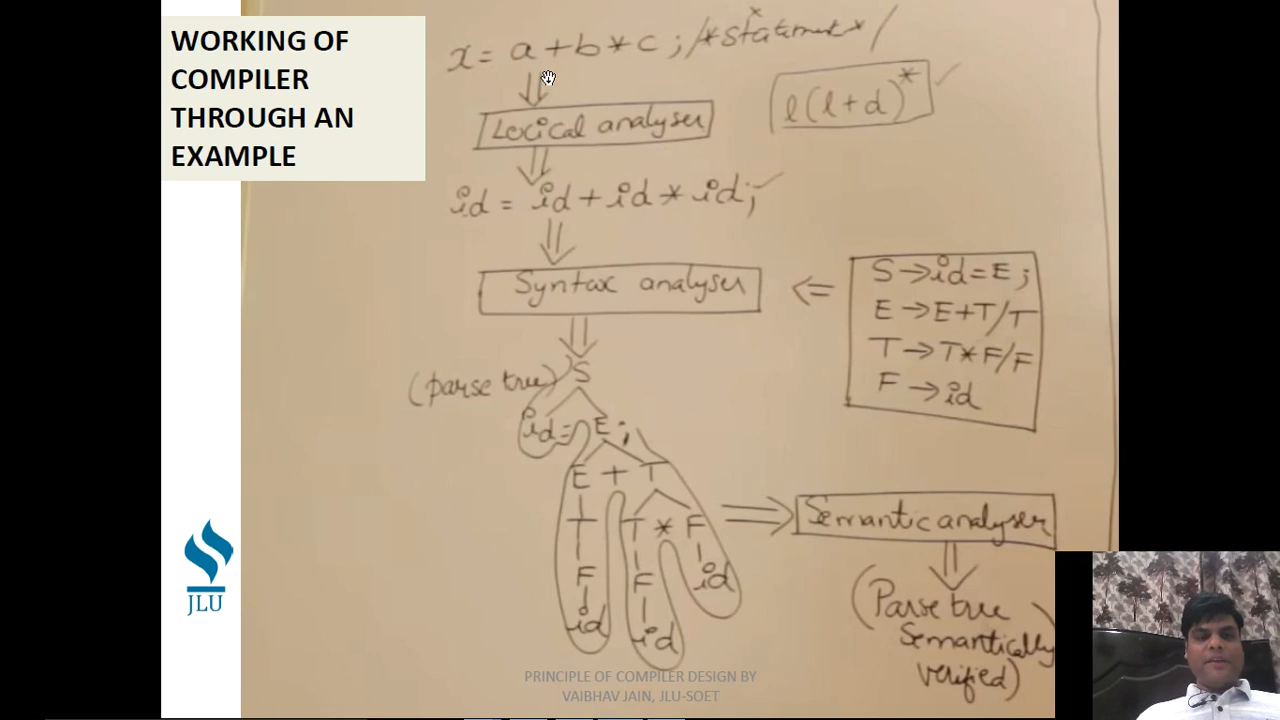 WORKING OF
COMPILER
THROUGH AN
EXAMPLE
x = a + b * c ; /*statement*/
l(l+d)*
Lexical analyser
id = id + id * id;
Syntax analyser
S → id = E ;
E → E+T/T
T → T*F/F
F → id
(parse tree) S
id = E ;
E + T
T T * F
F F id
id id
Semantic analyser
(Parse tree
Semantically
verified)
JLU
PRINCIPLE OF COMPILER DESIGN BY
VAIBHAV JAIN, JLU-SOET